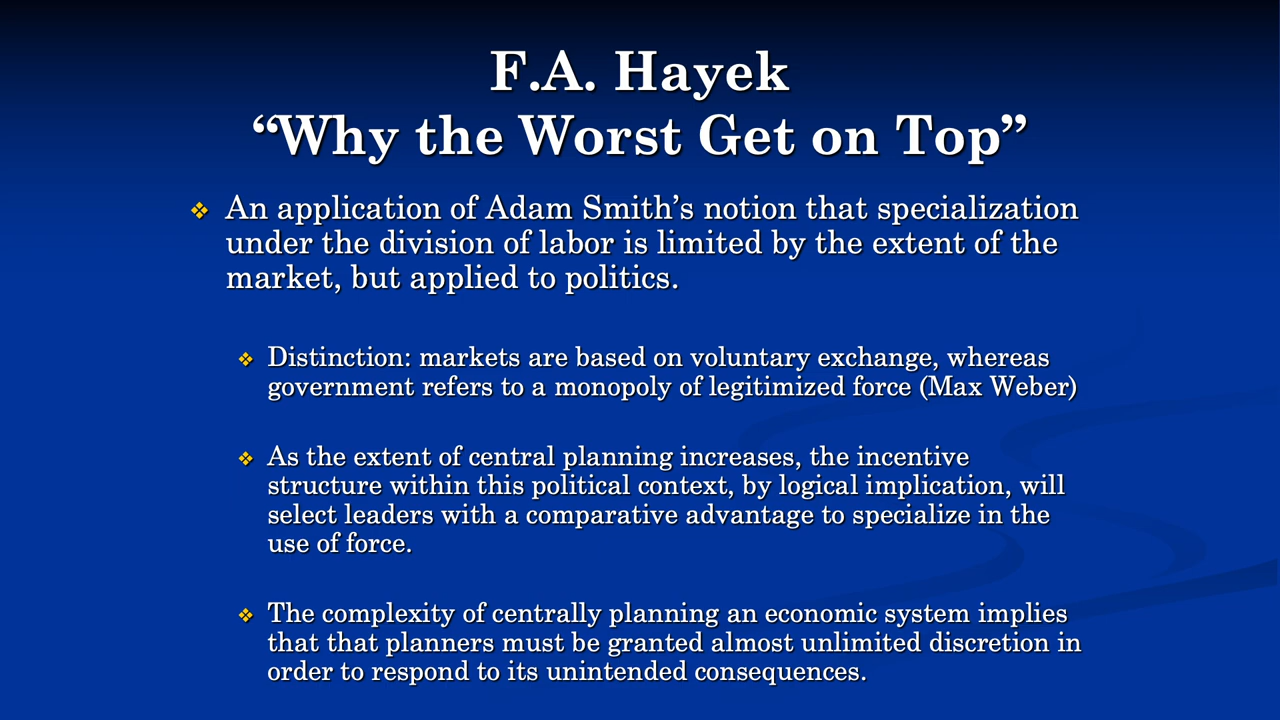 F.A. Hayek
“Why the Worst Get on Top”
An application of Adam Smith’s notion that specialization
under the division of labor is limited by the extent of the
market, but applied to politics.
Distinction: markets are based on voluntary exchange, whereas
government refers to a monopoly of legitimized force (Max Weber)
As the extent of central planning increases, the incentive
structure within this political context, by logical implication, will
select leaders with a comparative advantage to specialize in the
use of force.
The complexity of centrally planning an economic system implies
that that planners must be granted almost unlimited discretion in
order to respond to its unintended consequences.